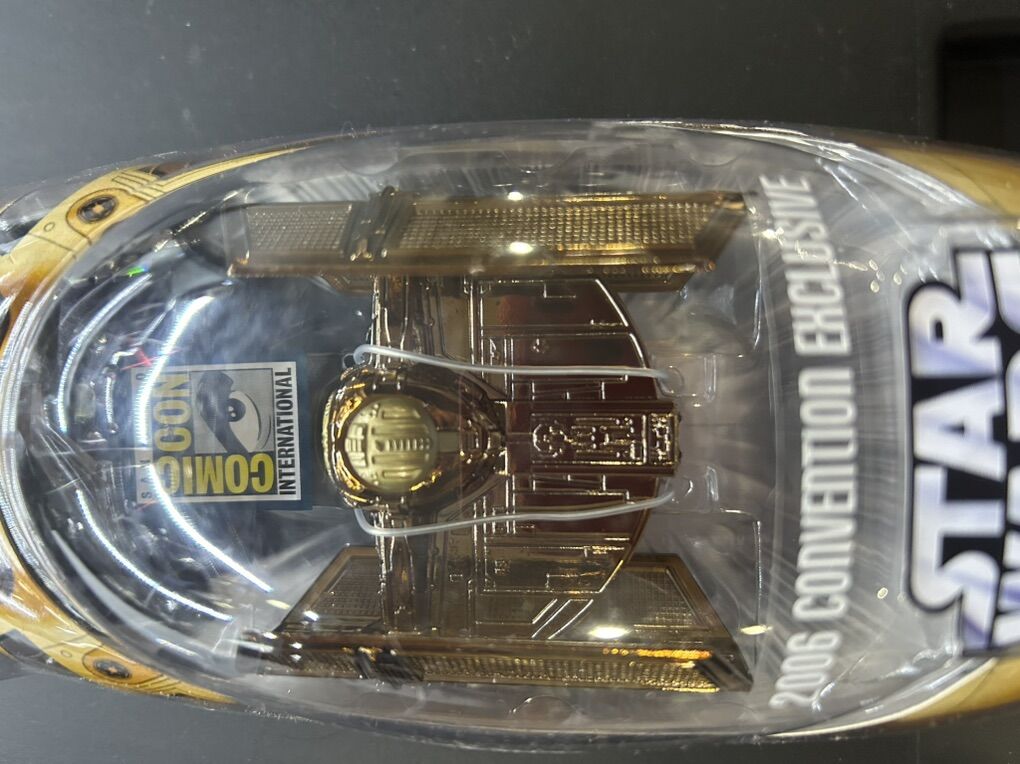 COMIC CON
INTERNATIONAL
2006 CONVENTION EXCLUSIVE
STAR